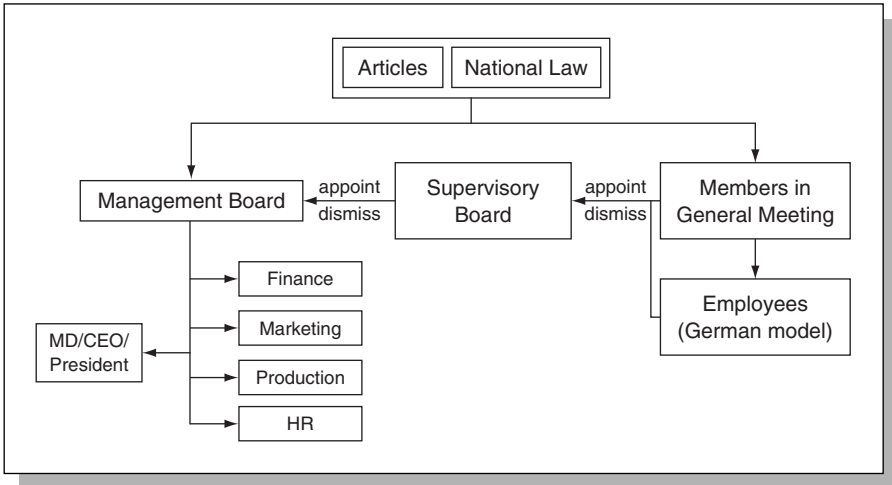 Articles
National Law
Management Board
appoint
dismiss
Supervisory
Board
appoint
dismiss
Members in
General Meeting
Finance
Employees
(German model)
Marketing
MD/CEO/
President
Production
HR